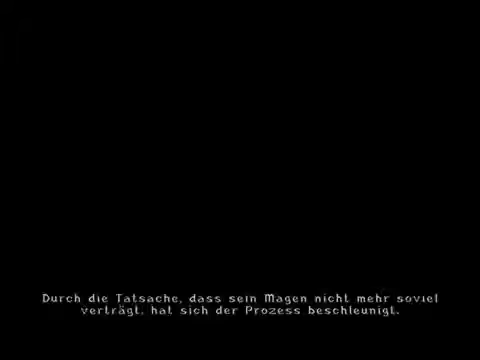 Durch die Tatsache, dass sein Magen nicht mehr soviel
verträgt, hat sich der Prozess beschleunigt.